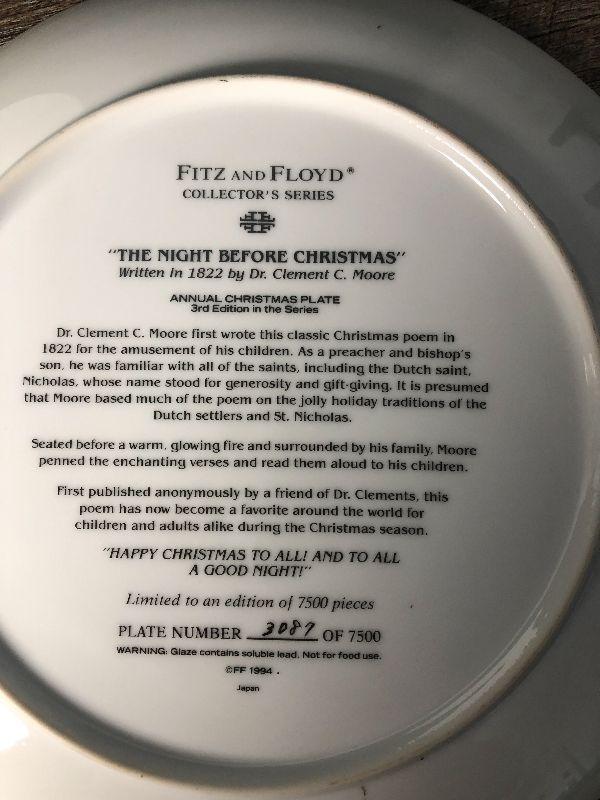 FITZ AND FLOYD®
COLLECTOR'S SERIES
"THE NIGHT BEFORE CHRISTMAS"
Written in 1822 by Dr. Clement C. Moore
ANNUAL CHRISTMAS PLATE
3rd Edition in the Series
Dr. Clement C. Moore first wrote this classic Christmas poem in
1822 for the amusement of his children. As a preacher and bishop's
son, he was familiar with all of the saints, including the Dutch saint,
Nicholas, whose name stood for generosity and gift-giving. It is presumed
that Moore based much of the poem on the jolly holiday traditions of the
Dutch settlers and St. Nicholas.
Seated before a warm, glowing fire and surrounded by his family, Moore
penned the enchanting verses and read them aloud to his children.
First published anonymously by a friend of Dr. Clements, this
poem has now become a favorite around the world for
children and adults alike during the Christmas season.
"HAPPY CHRISTMAS TO ALL! AND TO ALL
A GOOD NIGHT!"
Limited to an edition of 7500 pieces
PLATE NUMBER 3087 OF 7500
WARNING: Glaze contains soluble lead. Not for food use.
©FF 1994 .
Japan